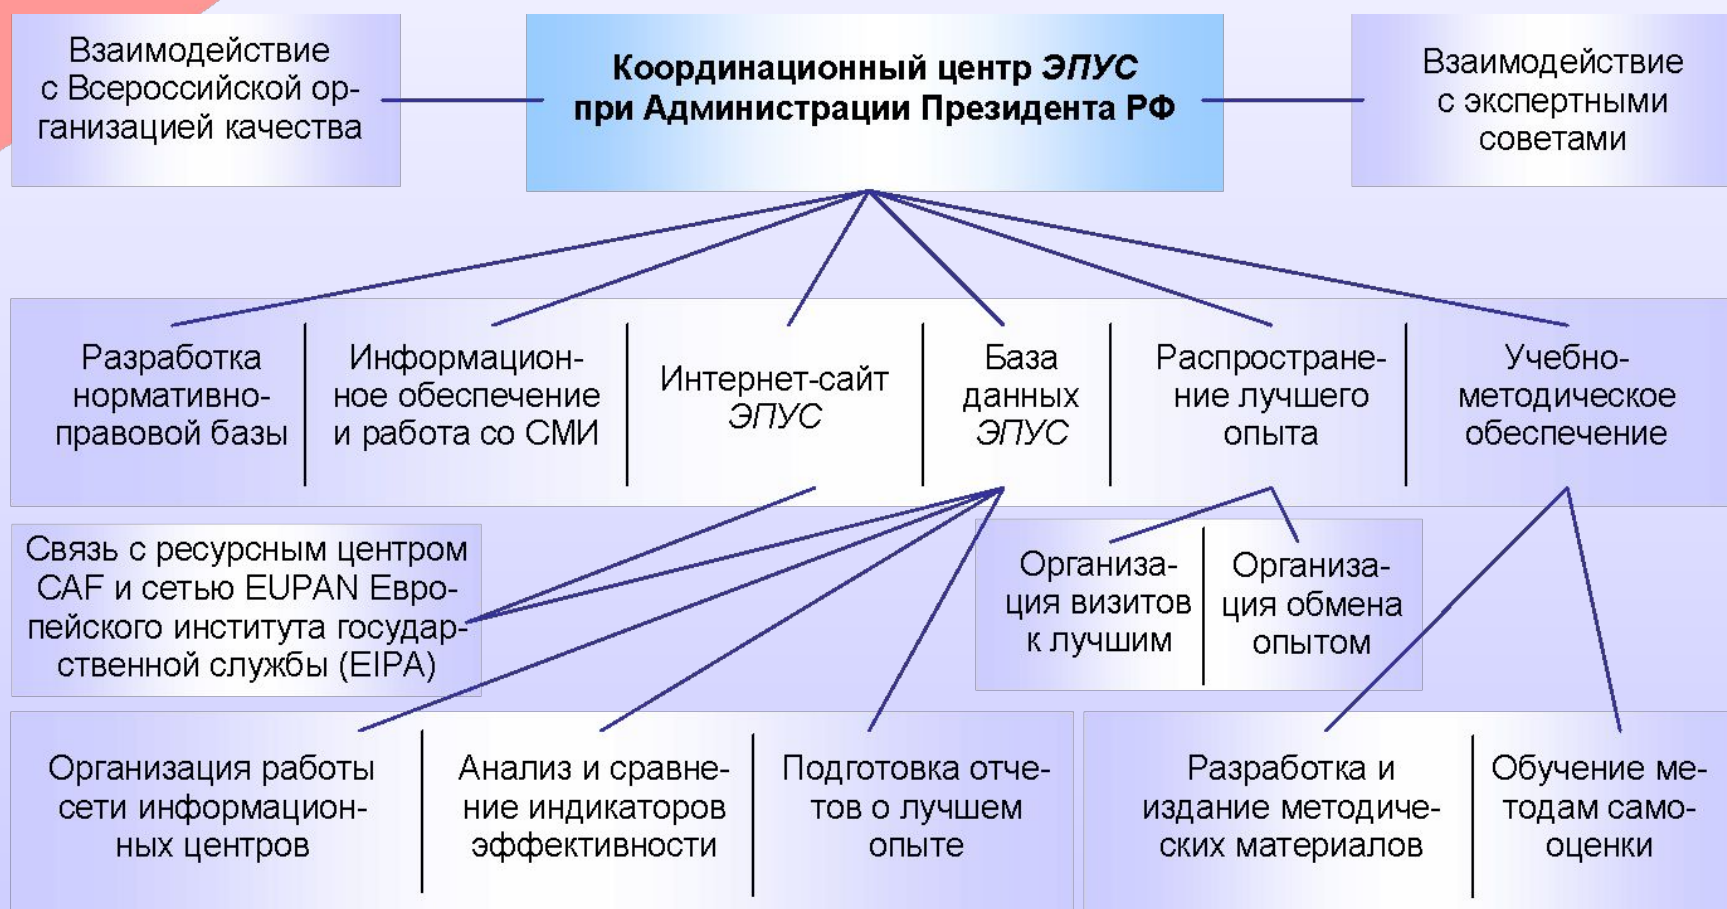 Взаимодействие
с Всероссийской ор-
ганизацией качества
Координационный центр ЭПУС
при Администрации Президента РФ
Взаимодействие
с экспертными
советами
Разработка
нормативно-
правовой базы
Информацион-
ное обеспечение
и работа со СМИ
Интернет-сайт
ЭПУС
База
данных
ЭПУС
Распростране-
ние лучшего
опыта
Учебно-
методическое
обеспечение
Связь с ресурсным центром
CAF и сетью EUPAN Евро-
пейского института государ-
ственной службы (EIPA)
Организа-
ция визитов
к лучшим
Организа-
ция обмена
опытом
Организация работы
сети информацион-
ных центров
Анализ и сравне-
ние индикаторов
эффективности
Подготовка отче-
тов о лучшем
опыте
Разработка и
издание методиче-
ских материалов
Обучение ме-
тодам само-
оценки